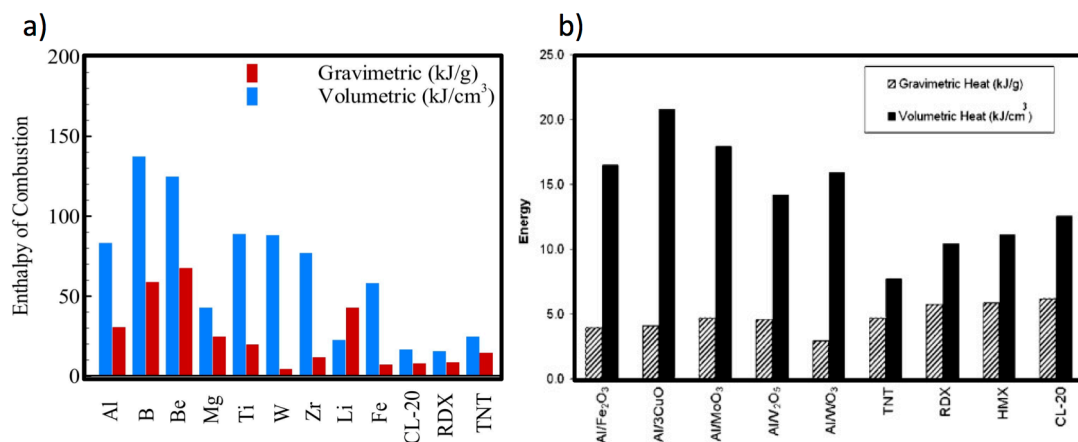 a)
200
150
100
50
0
Enthalpy of Combustion
Gravimetric (kJ/g)
Volumetric (kJ/cm³)
Al
B
Be
Mg
Ti
W
Zr
Li
Fe
CL-20
RDX
TNT
b)
25.0
20.0
15.0
10.0
5.0
0.0
Energy
Gravimetric Heat (kJ/g)
Volumetric Heat (kJ/cm³)
Al/Fe₂O₃
Al/3CuO
Al/MoO₃
Al/V₂O₅
Al/WO₃
TNT
RDX
HMX
CL-20